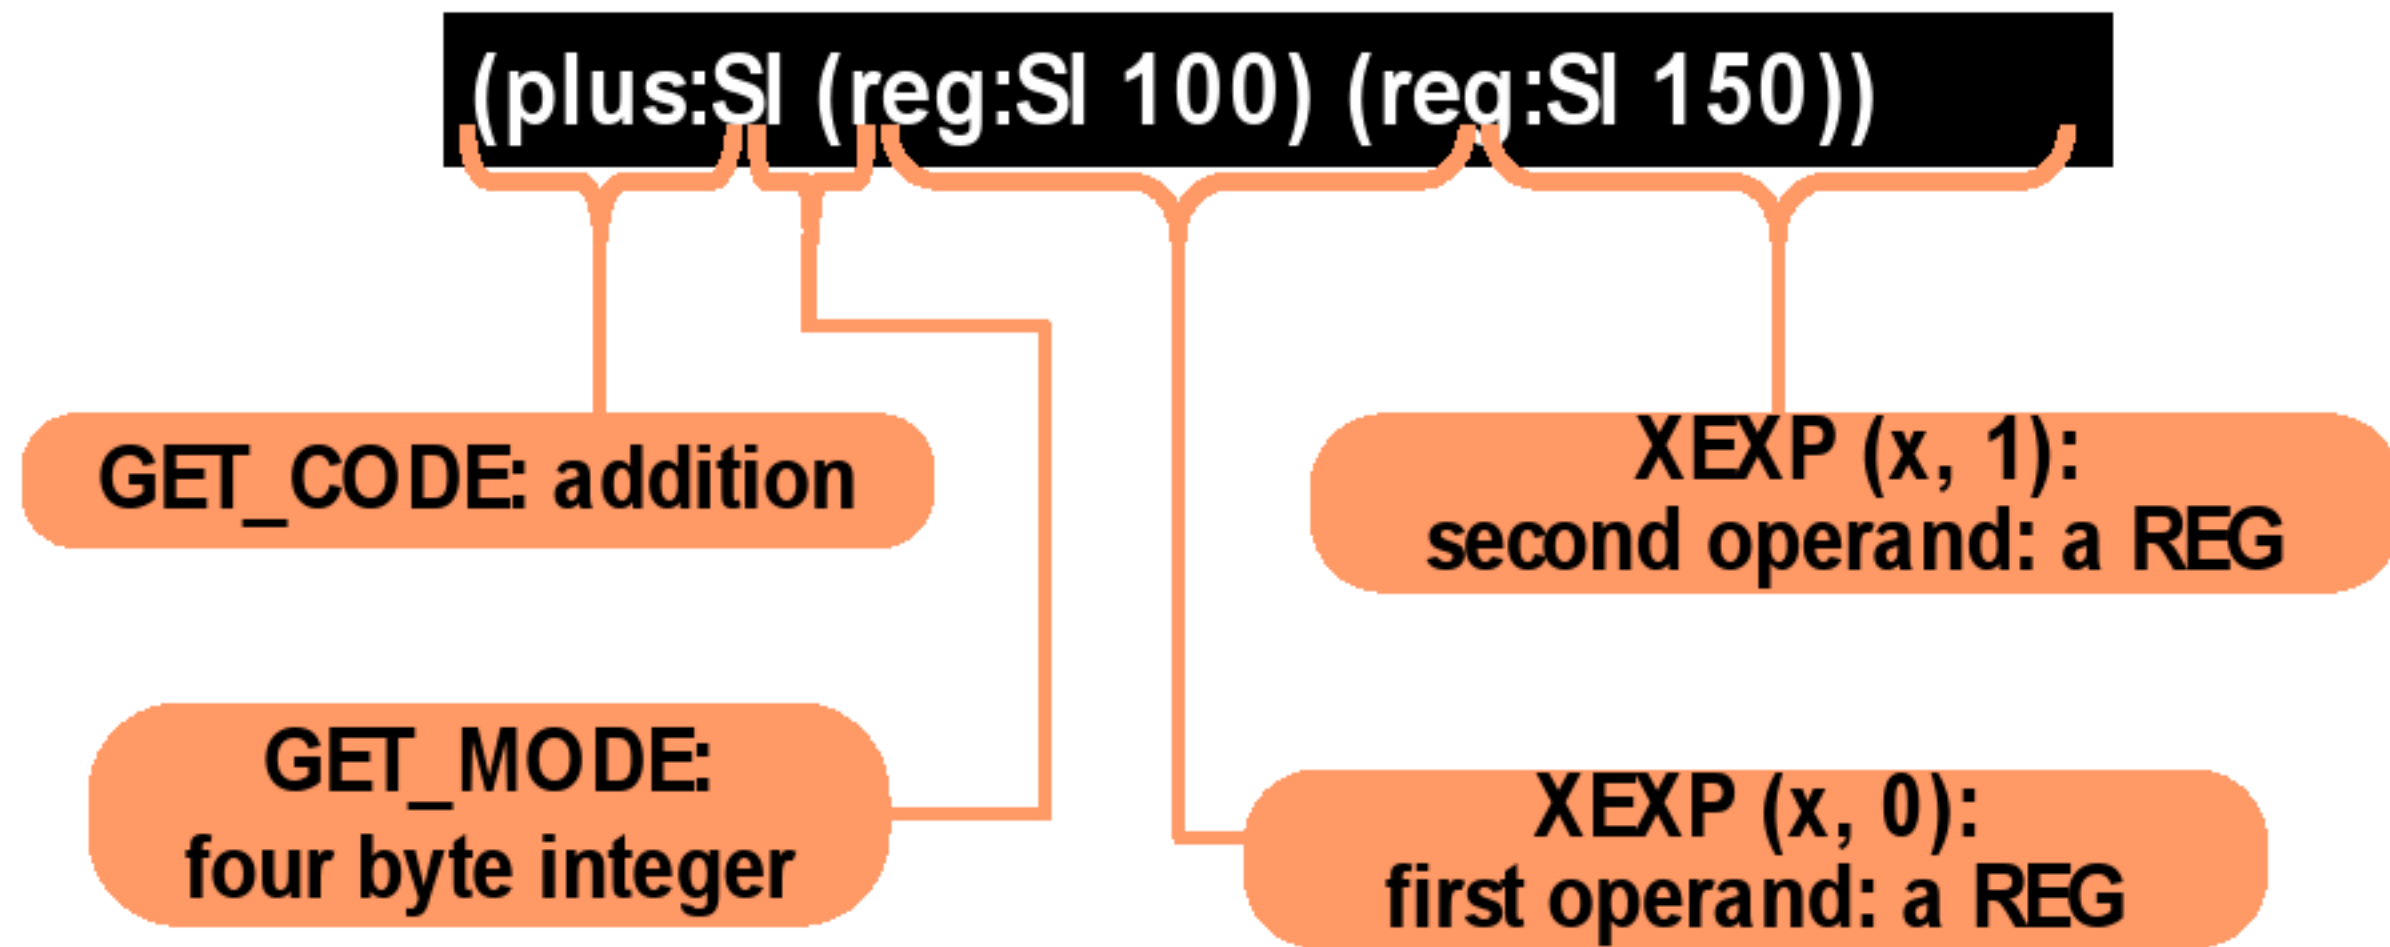 (plus:SI (reg:SI 100) (reg:SI 150))
GET_CODE: addition
XEXP (x, 1):
second operand: a REG
GET_MODE:
four byte integer
XEXP (x, 0):
first operand: a REG